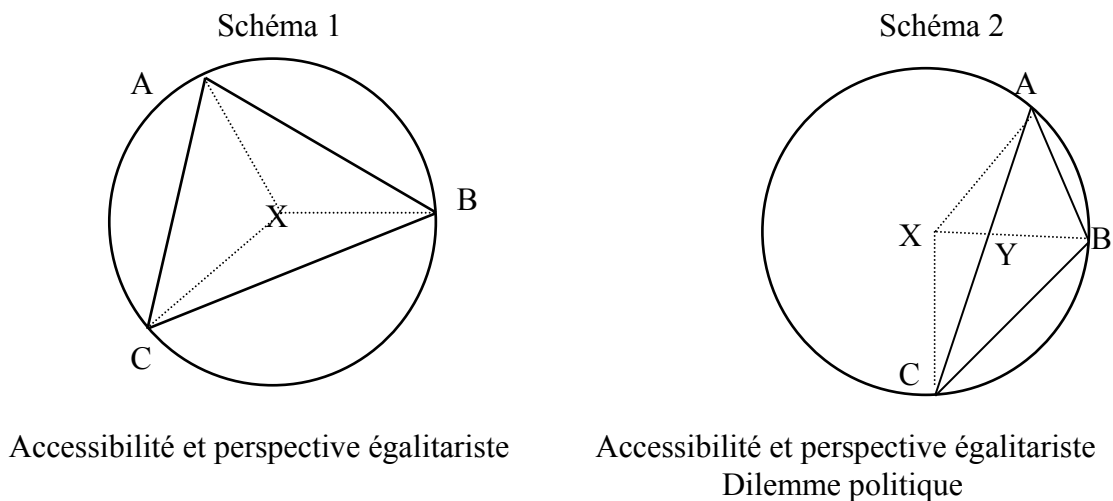 Schéma 1
A
B
X
C
Accessibilité et perspective égalitariste
Schéma 2
A
X
B
Y
C
Accessibilité et perspective égalitariste
Dilemme politique